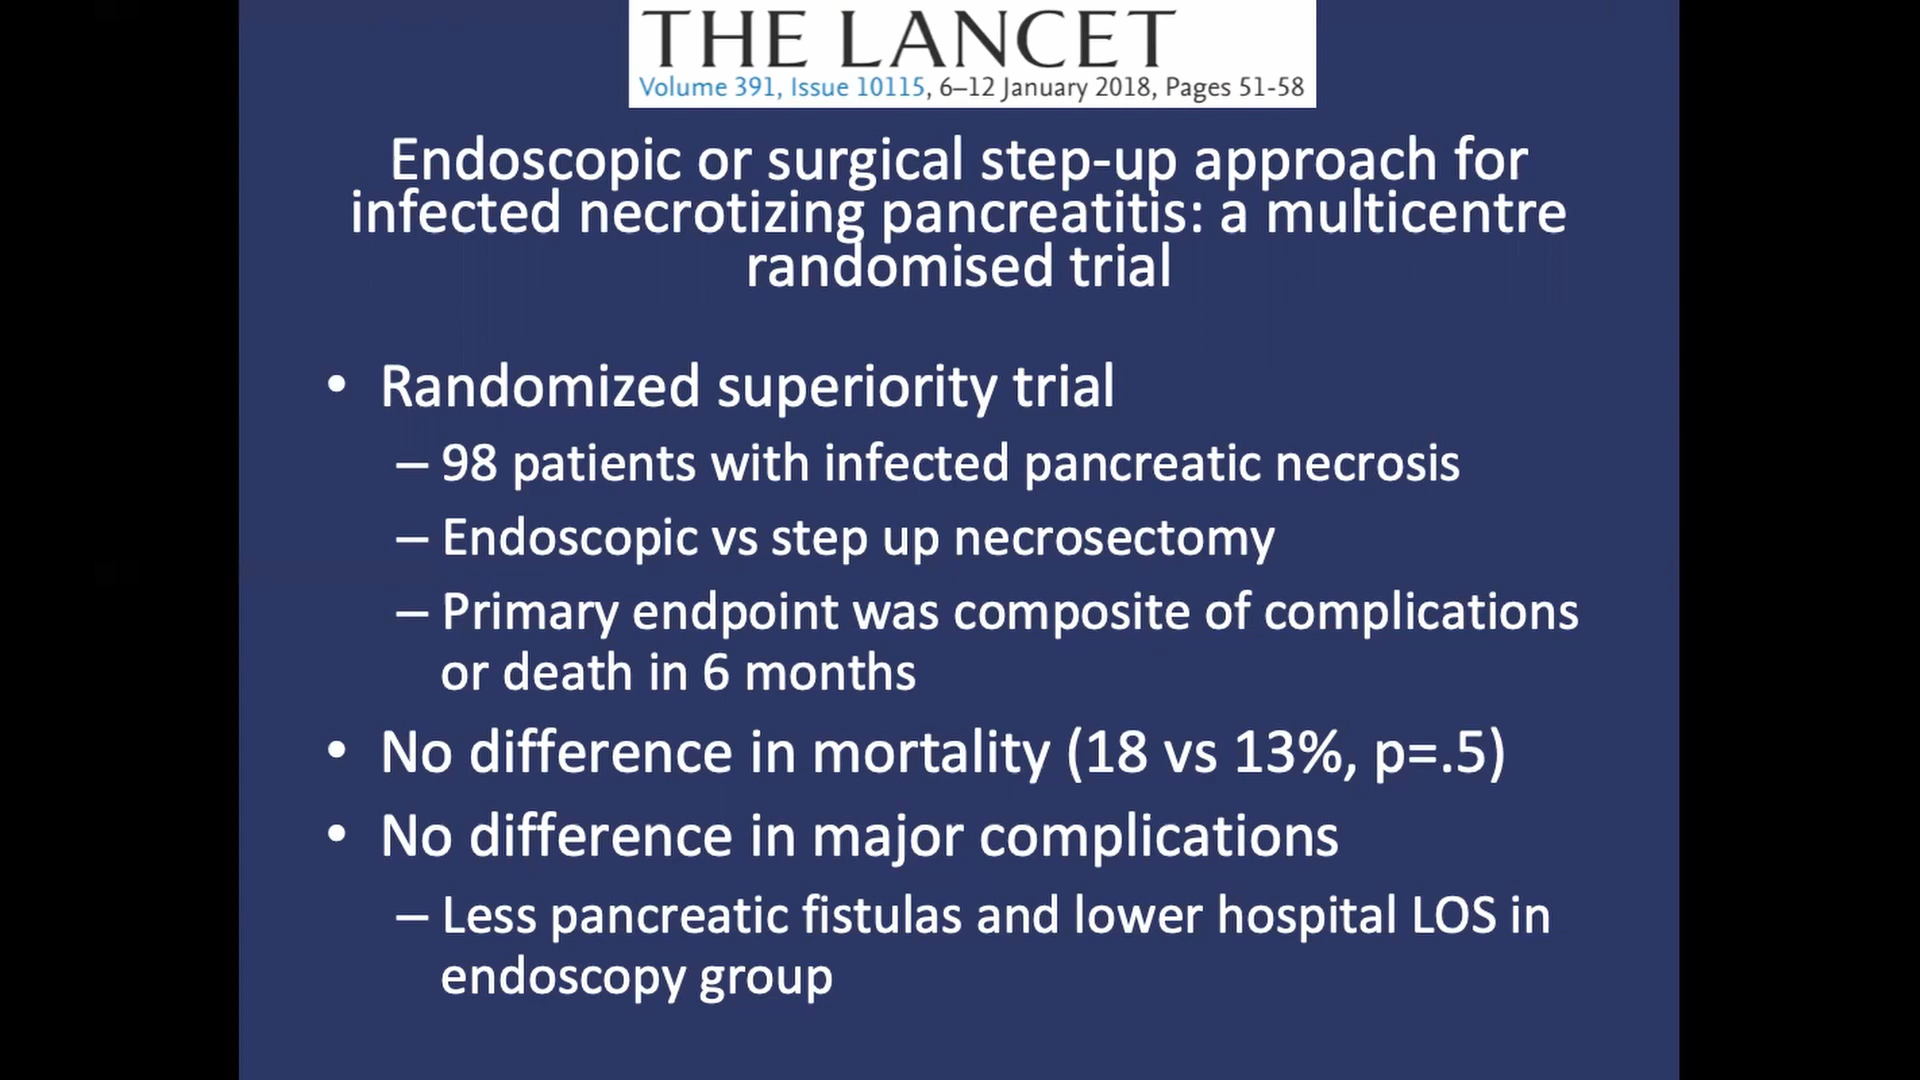 THE LANCET
Volume 391, Issue 10115, 6–12 January 2018, Pages 51-58
Endoscopic or surgical step-up approach for
infected necrotizing pancreatitis: a multicentre
randomised trial
• Randomized superiority trial
– 98 patients with infected pancreatic necrosis
– Endoscopic vs step up necrosectomy
– Primary endpoint was composite of complications
or death in 6 months
• No difference in mortality (18 vs 13%, p=.5)
• No difference in major complications
– Less pancreatic fistulas and lower hospital LOS in
endoscopy group